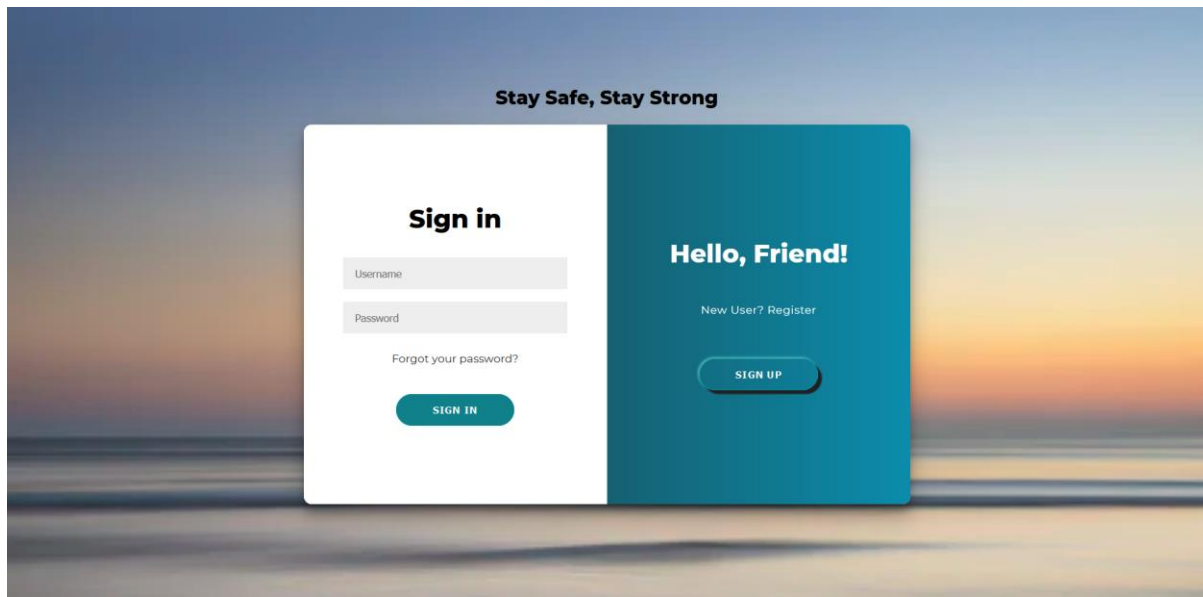 Stay Safe, Stay Strong
Sign in
Username
Password
Forgot your password?
SIGN IN
Hello, Friend!
New User? Register
SIGN UP